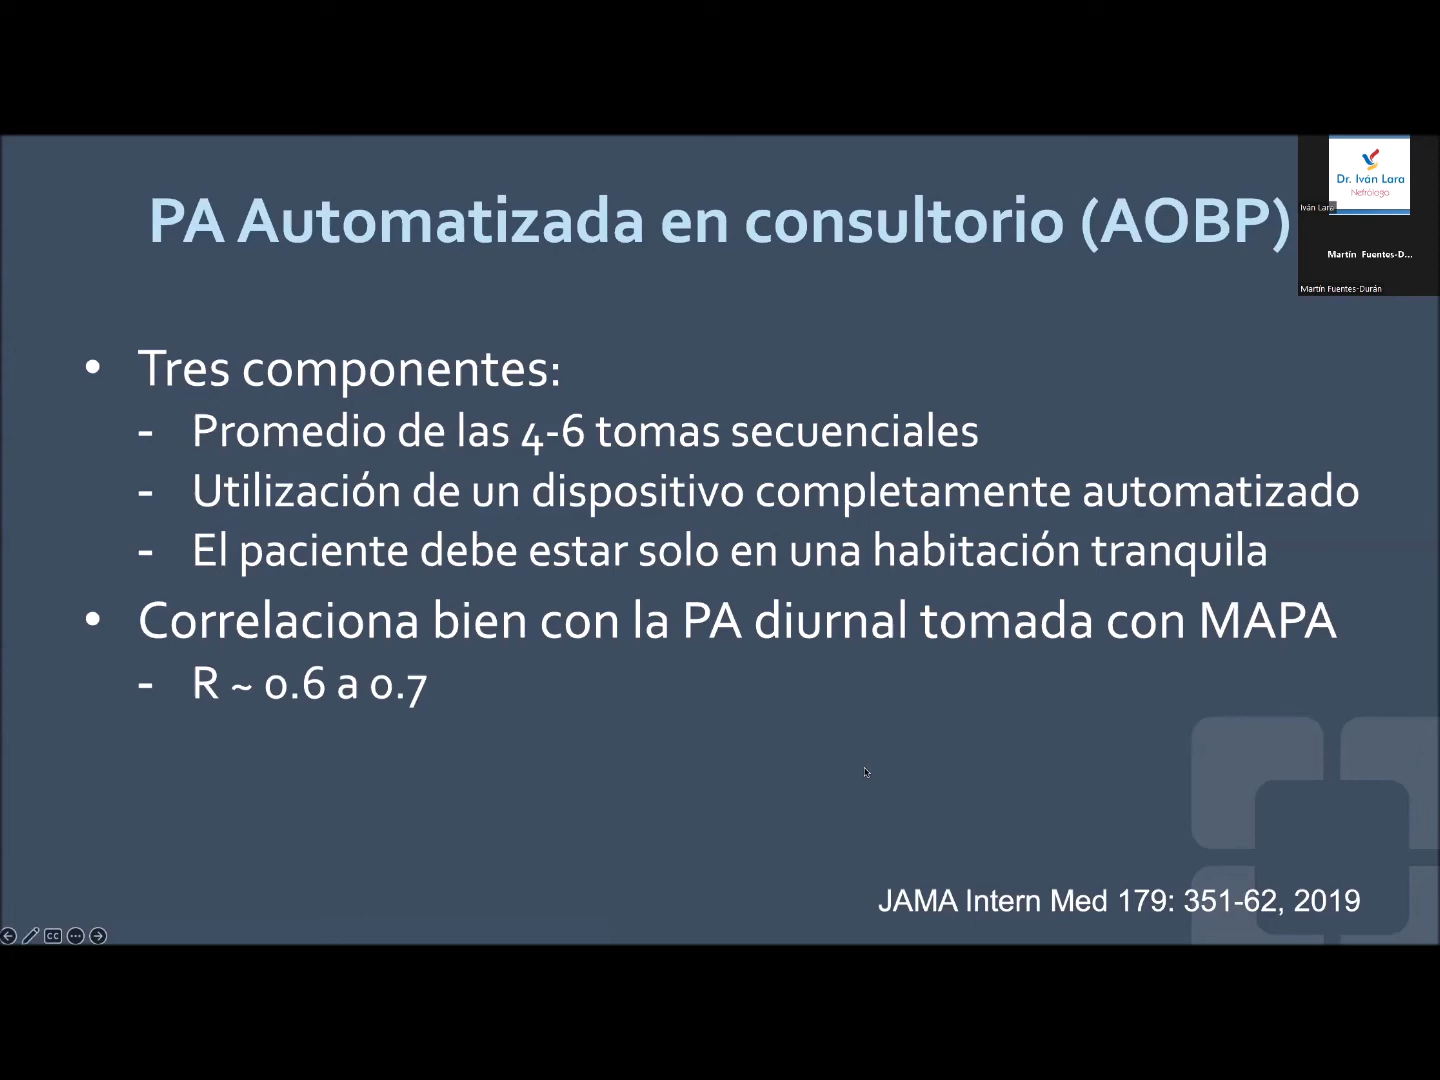 PA Automatizada en consultorio (AOBP)
Dr. Iván Lara
Nefrólogo
Iván Lara
Martín Fuentes-D...
Martín Fuentes-Durán
• Tres componentes:
- Promedio de las 4-6 tomas secuenciales
- Utilización de un dispositivo completamente automatizado
- El paciente debe estar solo en una habitación tranquila
• Correlaciona bien con la PA diurnal tomada con MAPA
- R ~ 0.6 a 0.7
JAMA Intern Med 179: 351-62, 2019
CC